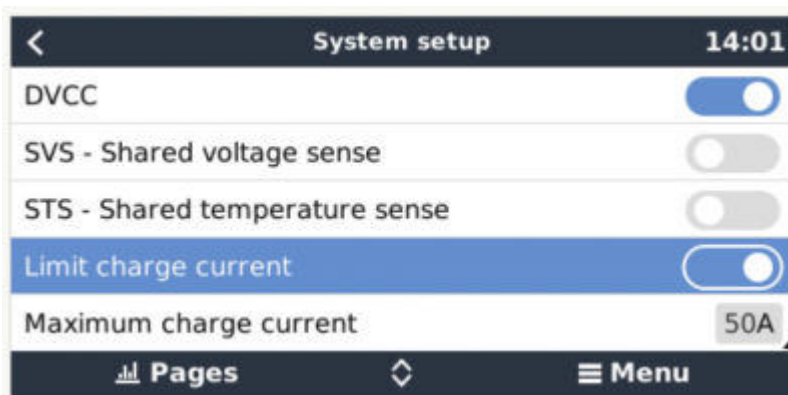 System setup 14:01
DVCC
SVS - Shared voltage sense
STS - Shared temperature sense
Limit charge current
Maximum charge current 50A
Pages Menu